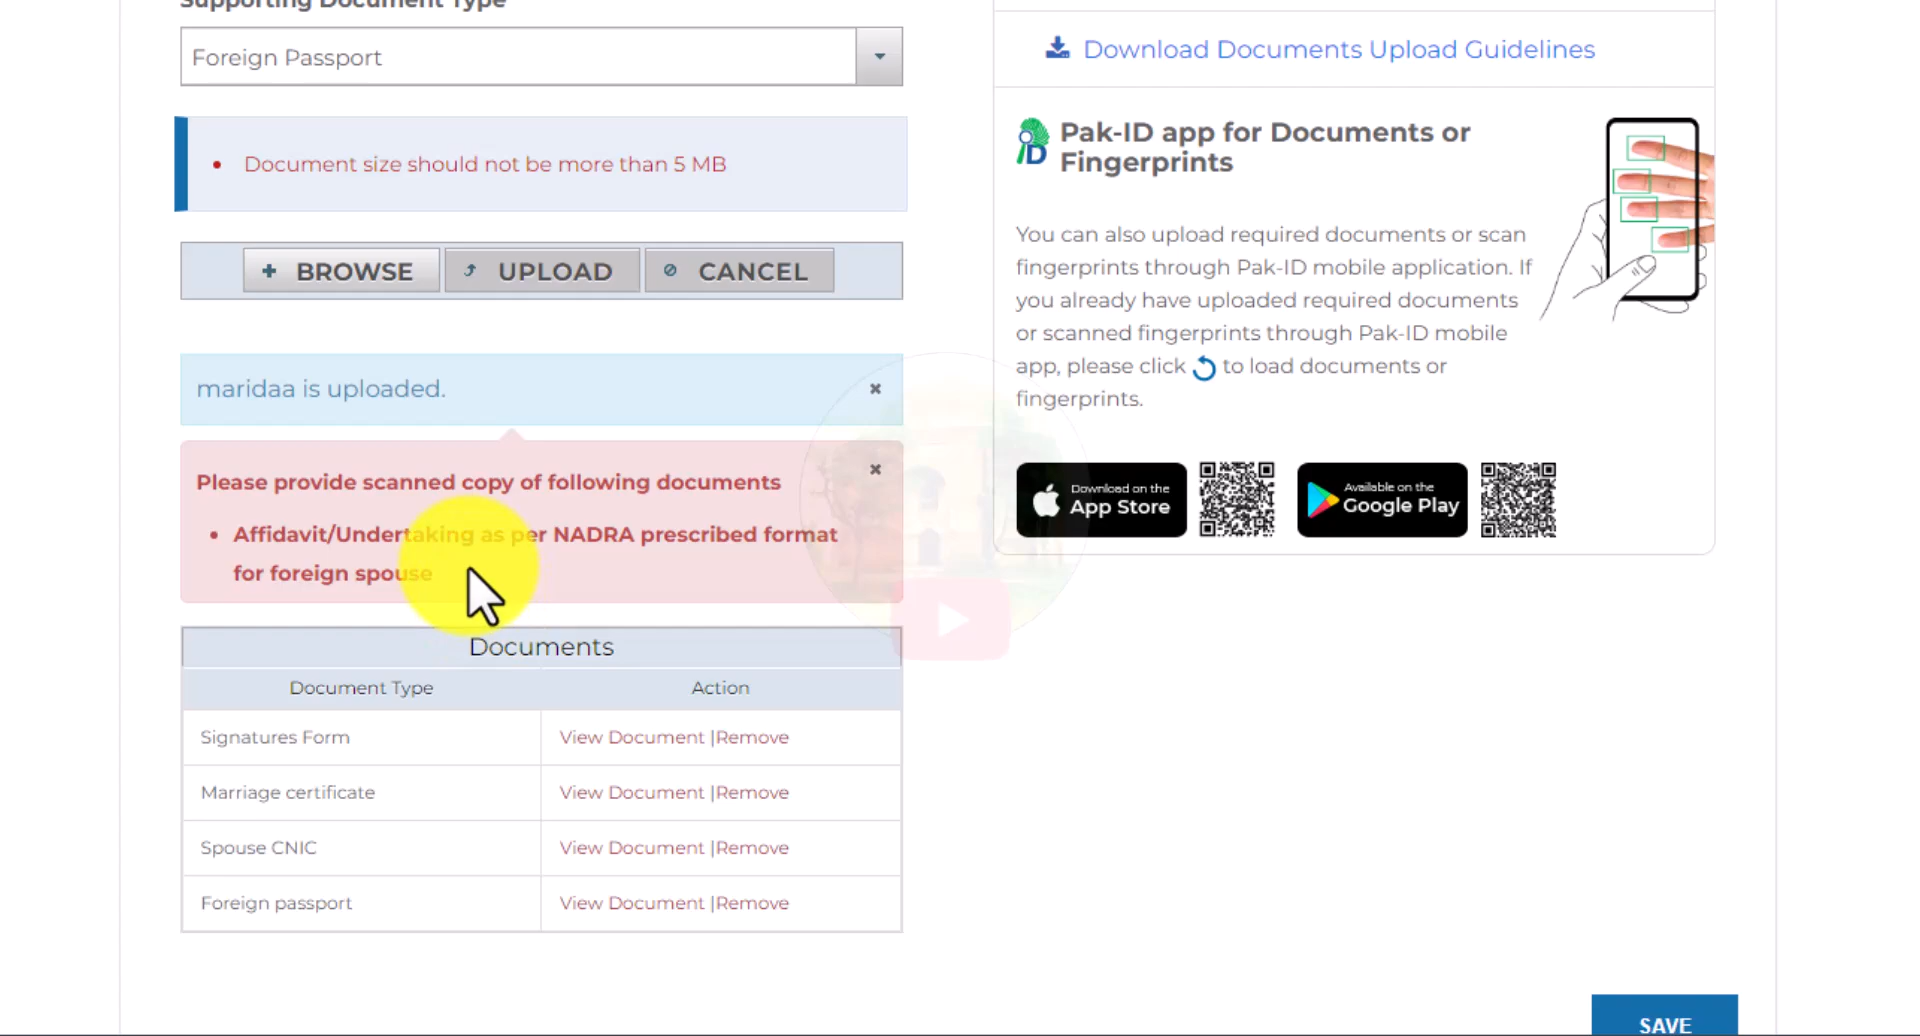 Supporting Document Type
Foreign Passport
Document size should not be more than 5 MB
BROWSE
UPLOAD
CANCEL
maridaa is uploaded.
Please provide scanned copy of following documents
Affidavit/Undertaking as per NADRA prescribed format
for foreign spouse
Documents
Document Type
Action
Signatures Form
View Document |Remove
Marriage certificate
View Document |Remove
Spouse CNIC
View Document |Remove
Foreign passport
View Document |Remove
Download Documents Upload Guidelines
ID
Pak-ID app for Documents or
Fingerprints
You can also upload required documents or scan
fingerprints through Pak-ID mobile application. If
you already have uploaded required documents
or scanned fingerprints through Pak-ID mobile
app, please click to load documents or
fingerprints.
Download on the
App Store
Available on the
Google Play
SAVE